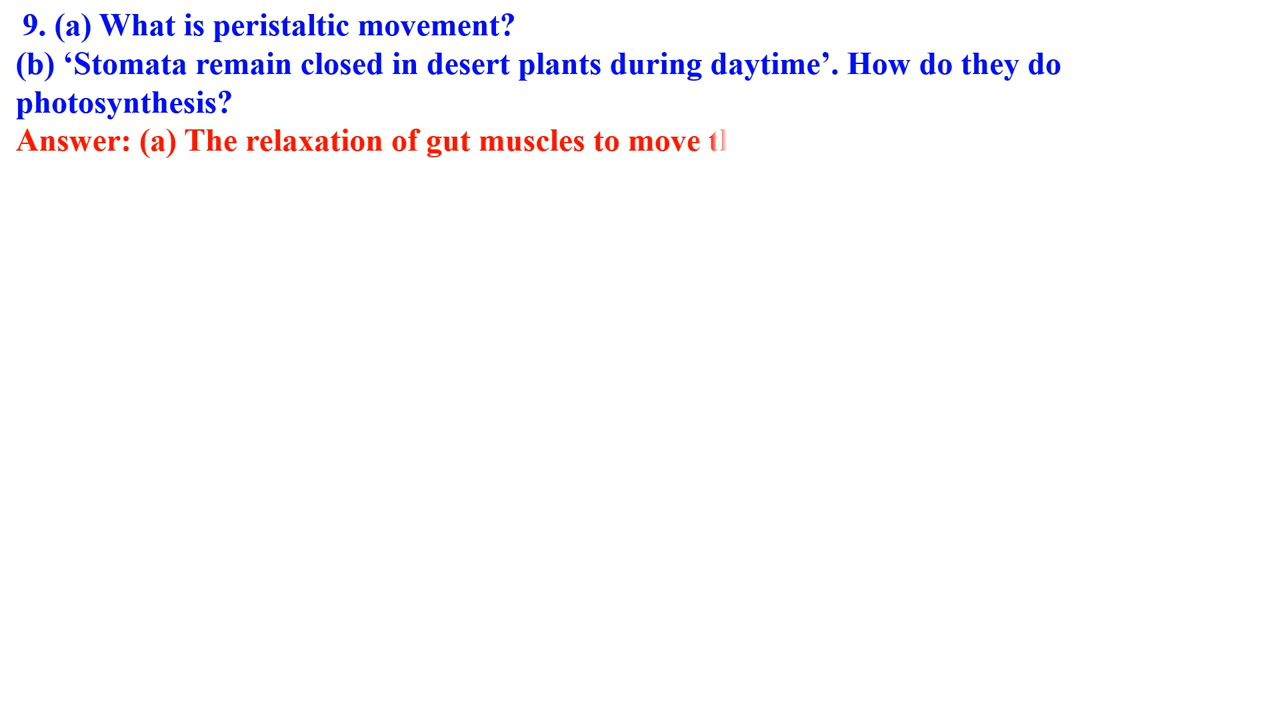 9. (a) What is peristaltic movement?
(b) ‘Stomata remain closed in desert plants during daytime’. How do they do
photosynthesis?
Answer: (a) The relaxation of gut muscles to move